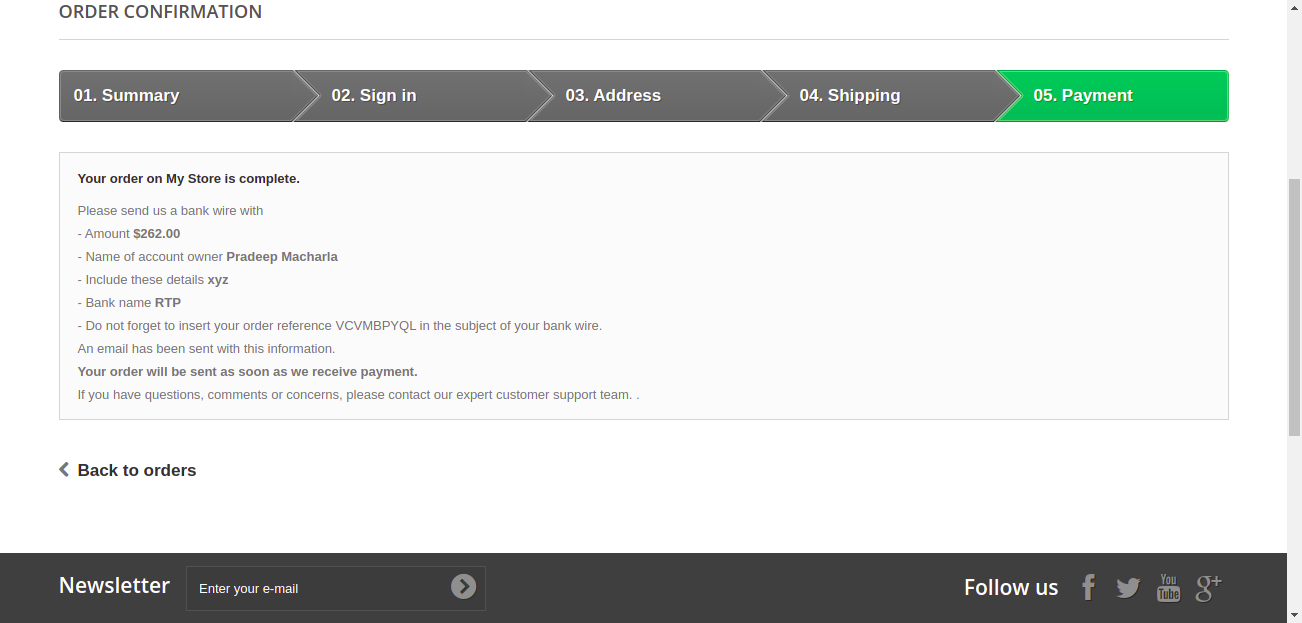 ORDER CONFIRMATION
01. Summary
02. Sign in
03. Address
04. Shipping
05. Payment
Your order on My Store is complete.
Please send us a bank wire with
- Amount $262.00
- Name of account owner Pradeep Macharla
- Include these details xyz
- Bank name RTP
- Do not forget to insert your order reference VCVMBPYQL in the subject of your bank wire.
An email has been sent with this information.
Your order will be sent as soon as we receive payment.
If you have questions, comments or concerns, please contact our expert customer support team. .
Back to orders
Newsletter
Enter your e-mail
Follow us
You
Tube
g+